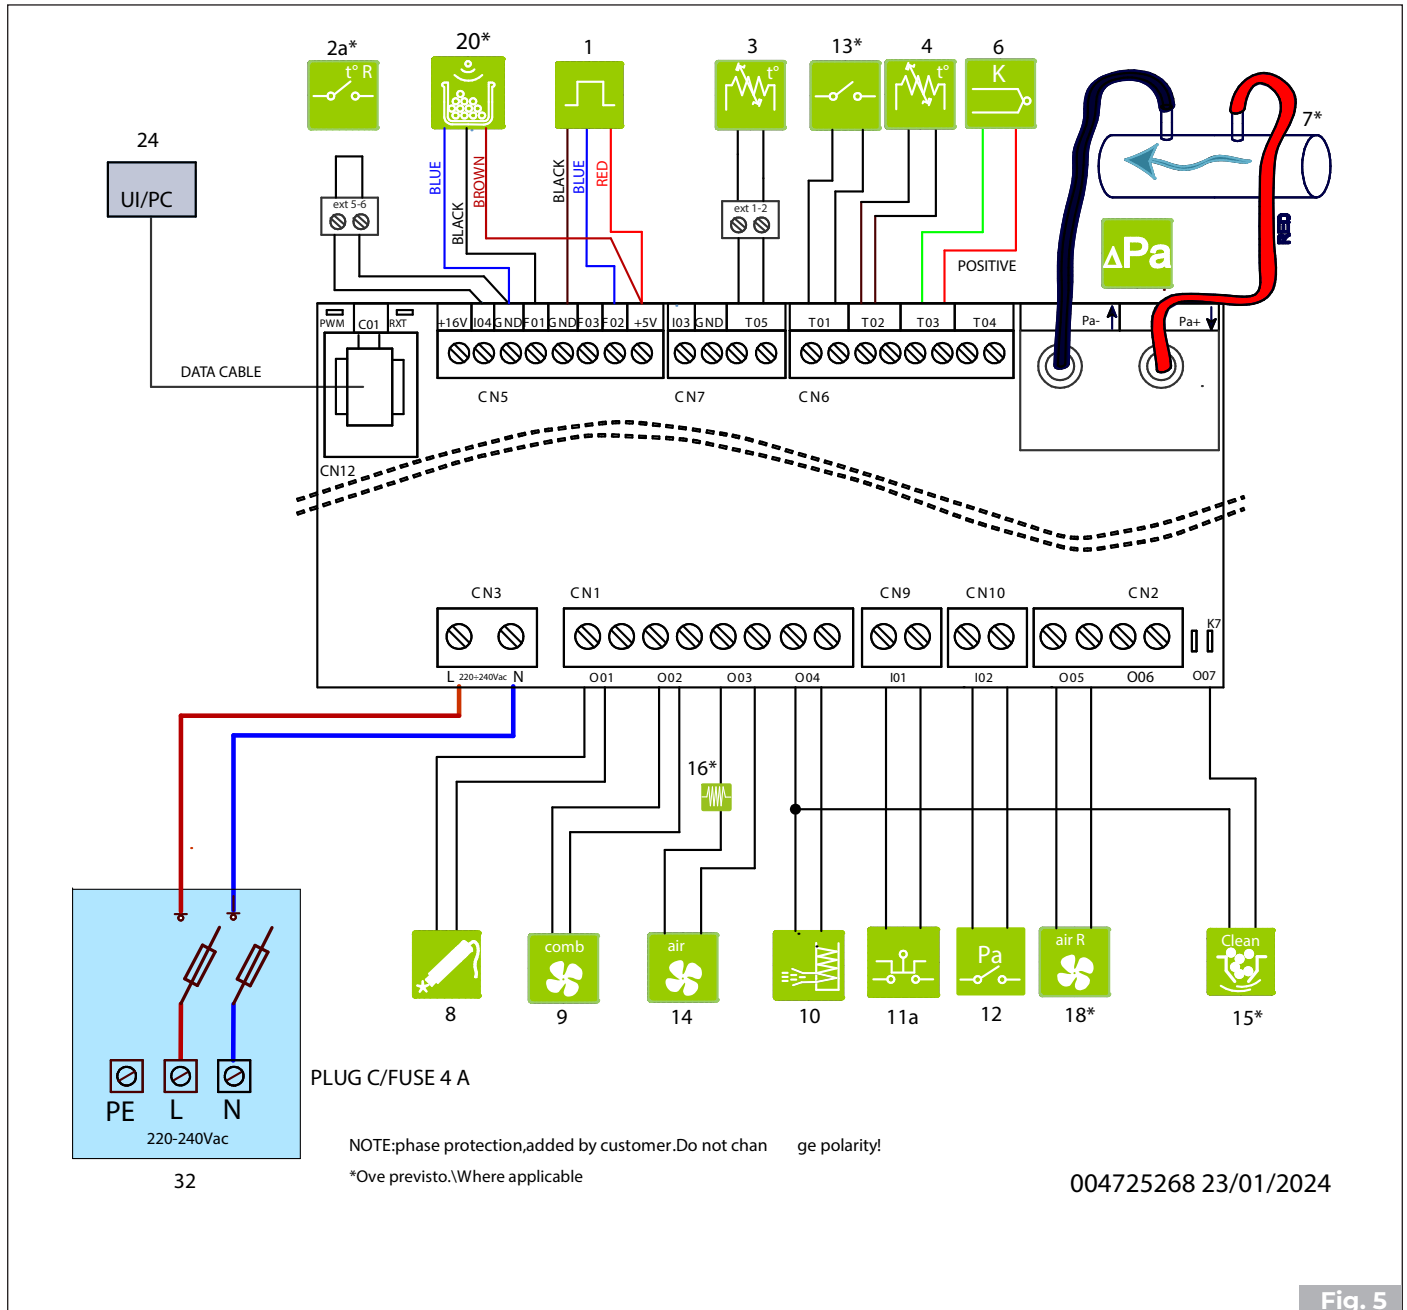 2a* 20* 1 3 13* 4 6
t° R t° t° K
7*
24
UI/PC
BLUE BLACK BROWN BLACK BLUE RED
ext 5-6 ext 1-2
RED
ΔPa
POSITIVE
PWM C01 RXT +16V I04 GND F01 GND F03 F02 +5V I03 GND T05 T01 T02 T03 T04 Pa- Pa+
DATA CABLE
CN5 CN7 CN6
CN12
CN3 CN1 CN9 CN10 CN2
K7
L 220÷240Vac N O01 O02 O03 O04 I01 I02 O05 O06 O07
16*
comb air Pa air R Clean
8 9 14 10 11a 12 18* 15*
PLUG C/FUSE 4 A
PE L N
220-240Vac
32
NOTE:phase protection,added by customer.Do not chan ge polarity!
*Ove previsto.\Where applicable
004725268 23/01/2024
Fig. 5